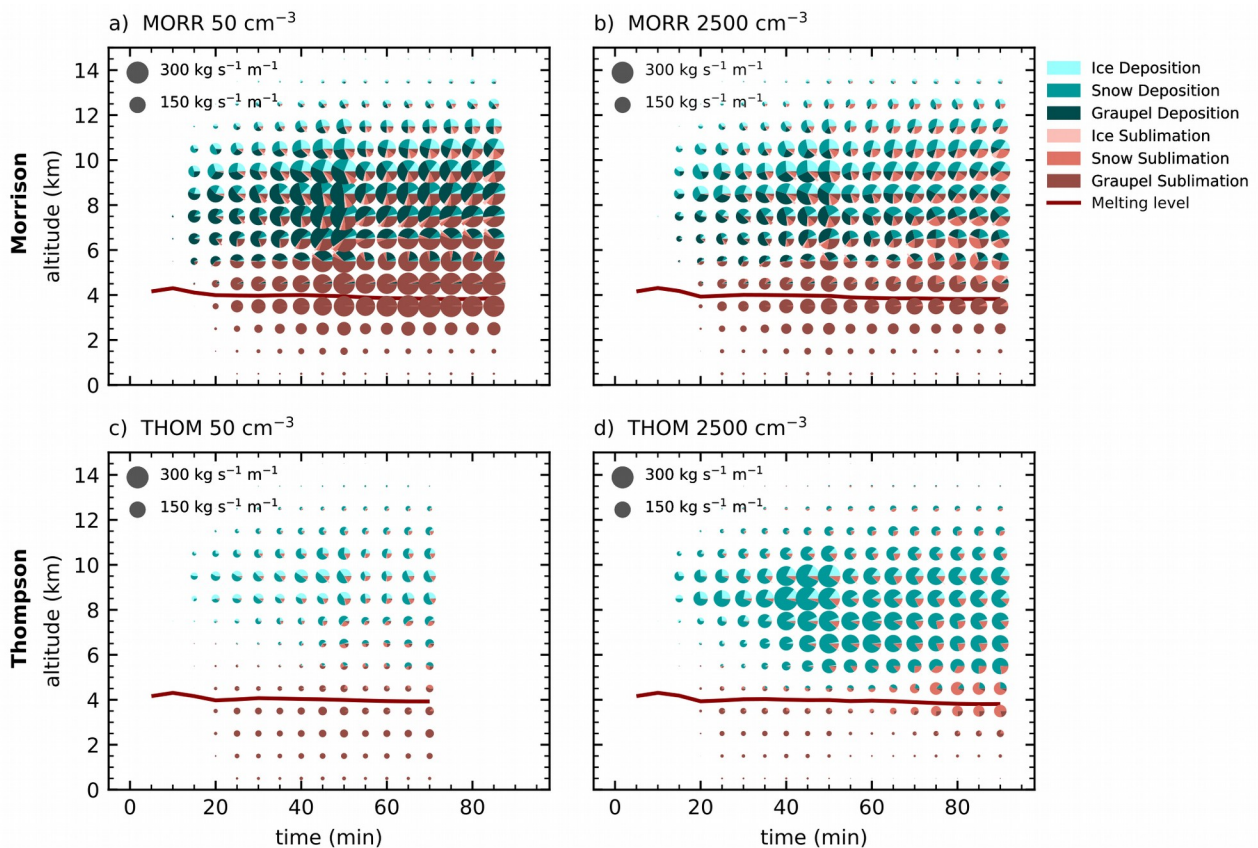 a) MORR 50 cm⁻³
b) MORR 2500 cm⁻³
Morrison
altitude (km)
14
12
10
8
6
4
2
0
300 kg s⁻¹ m⁻¹
150 kg s⁻¹ m⁻¹
300 kg s⁻¹ m⁻¹
150 kg s⁻¹ m⁻¹
Ice Deposition
Snow Deposition
Graupel Deposition
Ice Sublimation
Snow Sublimation
Graupel Sublimation
Melting level
c) THOM 50 cm⁻³
d) THOM 2500 cm⁻³
Thompson
altitude (km)
14
12
10
8
6
4
2
0
300 kg s⁻¹ m⁻¹
150 kg s⁻¹ m⁻¹
300 kg s⁻¹ m⁻¹
150 kg s⁻¹ m⁻¹
0 20 40 60 80
0 20 40 60 80
time (min)
time (min)